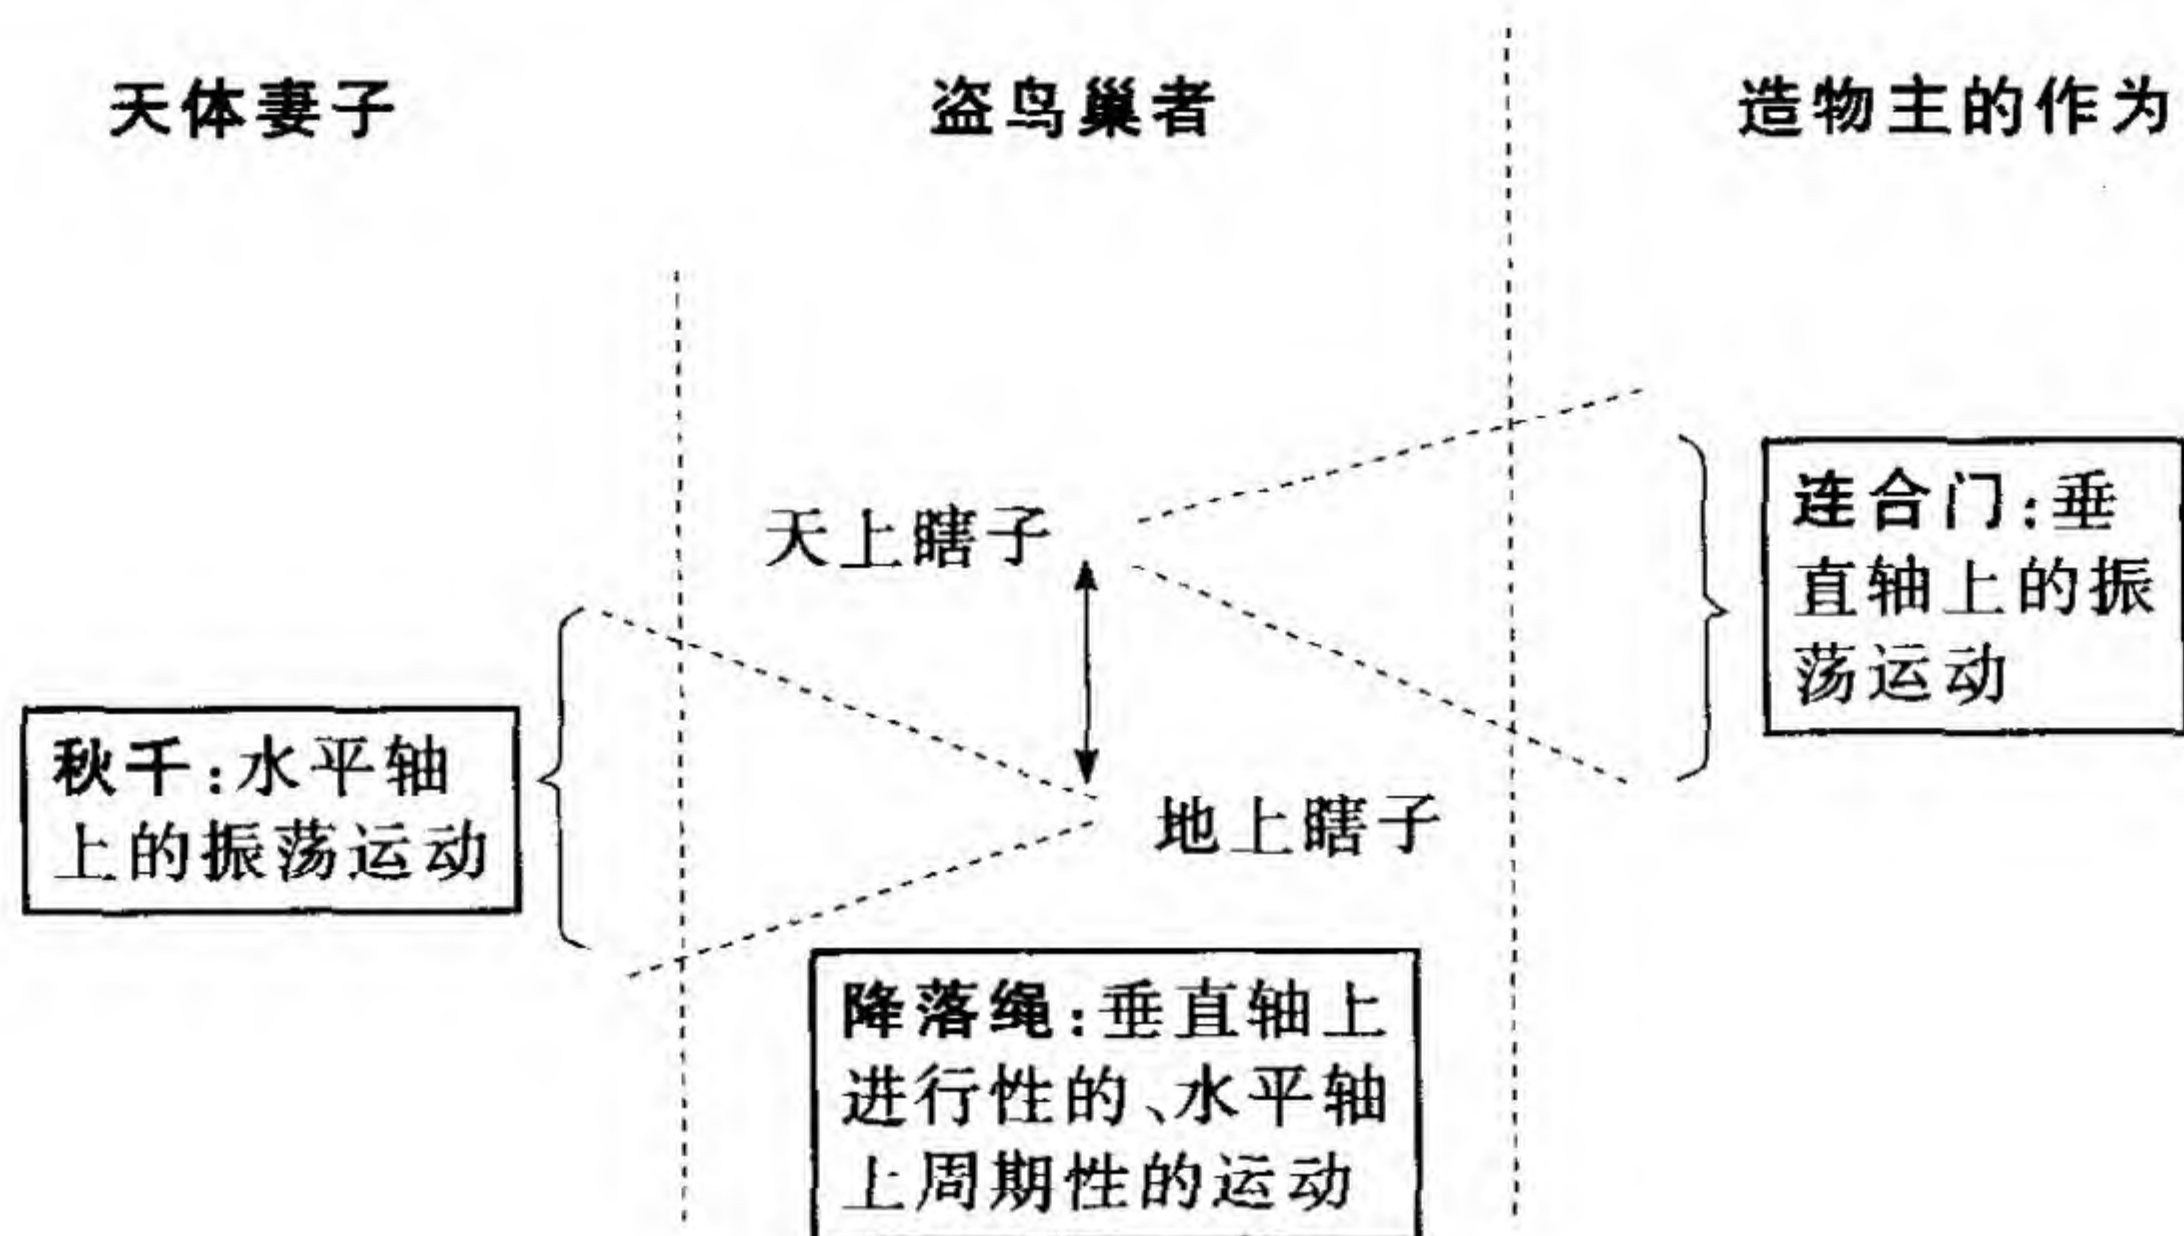 天体妻子
盗鸟巢者
造物主的作为
天上瞎子
连合门:垂
直轴上的振
荡运动
秋千:水平轴
上的振荡运动
地上瞎子
降落绳:垂直轴上
进行性的、水平轴
上周期性的运动